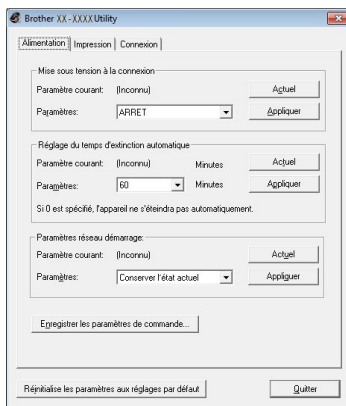 Brother XX-XXXX Utility
Alimentation Impression Connexion
Mise sous tension à la connexion
Paramètre courant: (Inconnu) Actuel
Paramètres: ARRET Appliquer
Réglage du temps d'extinction automatique
Paramètre courant: (Inconnu) Minutes Actuel
Paramètres: 60 Minutes Appliquer
Si 0 est spécifié, l'appareil ne s'éteindra pas automatiquement.
Paramètres réseau démarrage:
Paramètre courant: (Inconnu) Actuel
Paramètres: Conserver l'état actuel Appliquer
Enregistrer les paramètres de commande...
Réinitialise les paramètres aux réglages par défaut Quitter